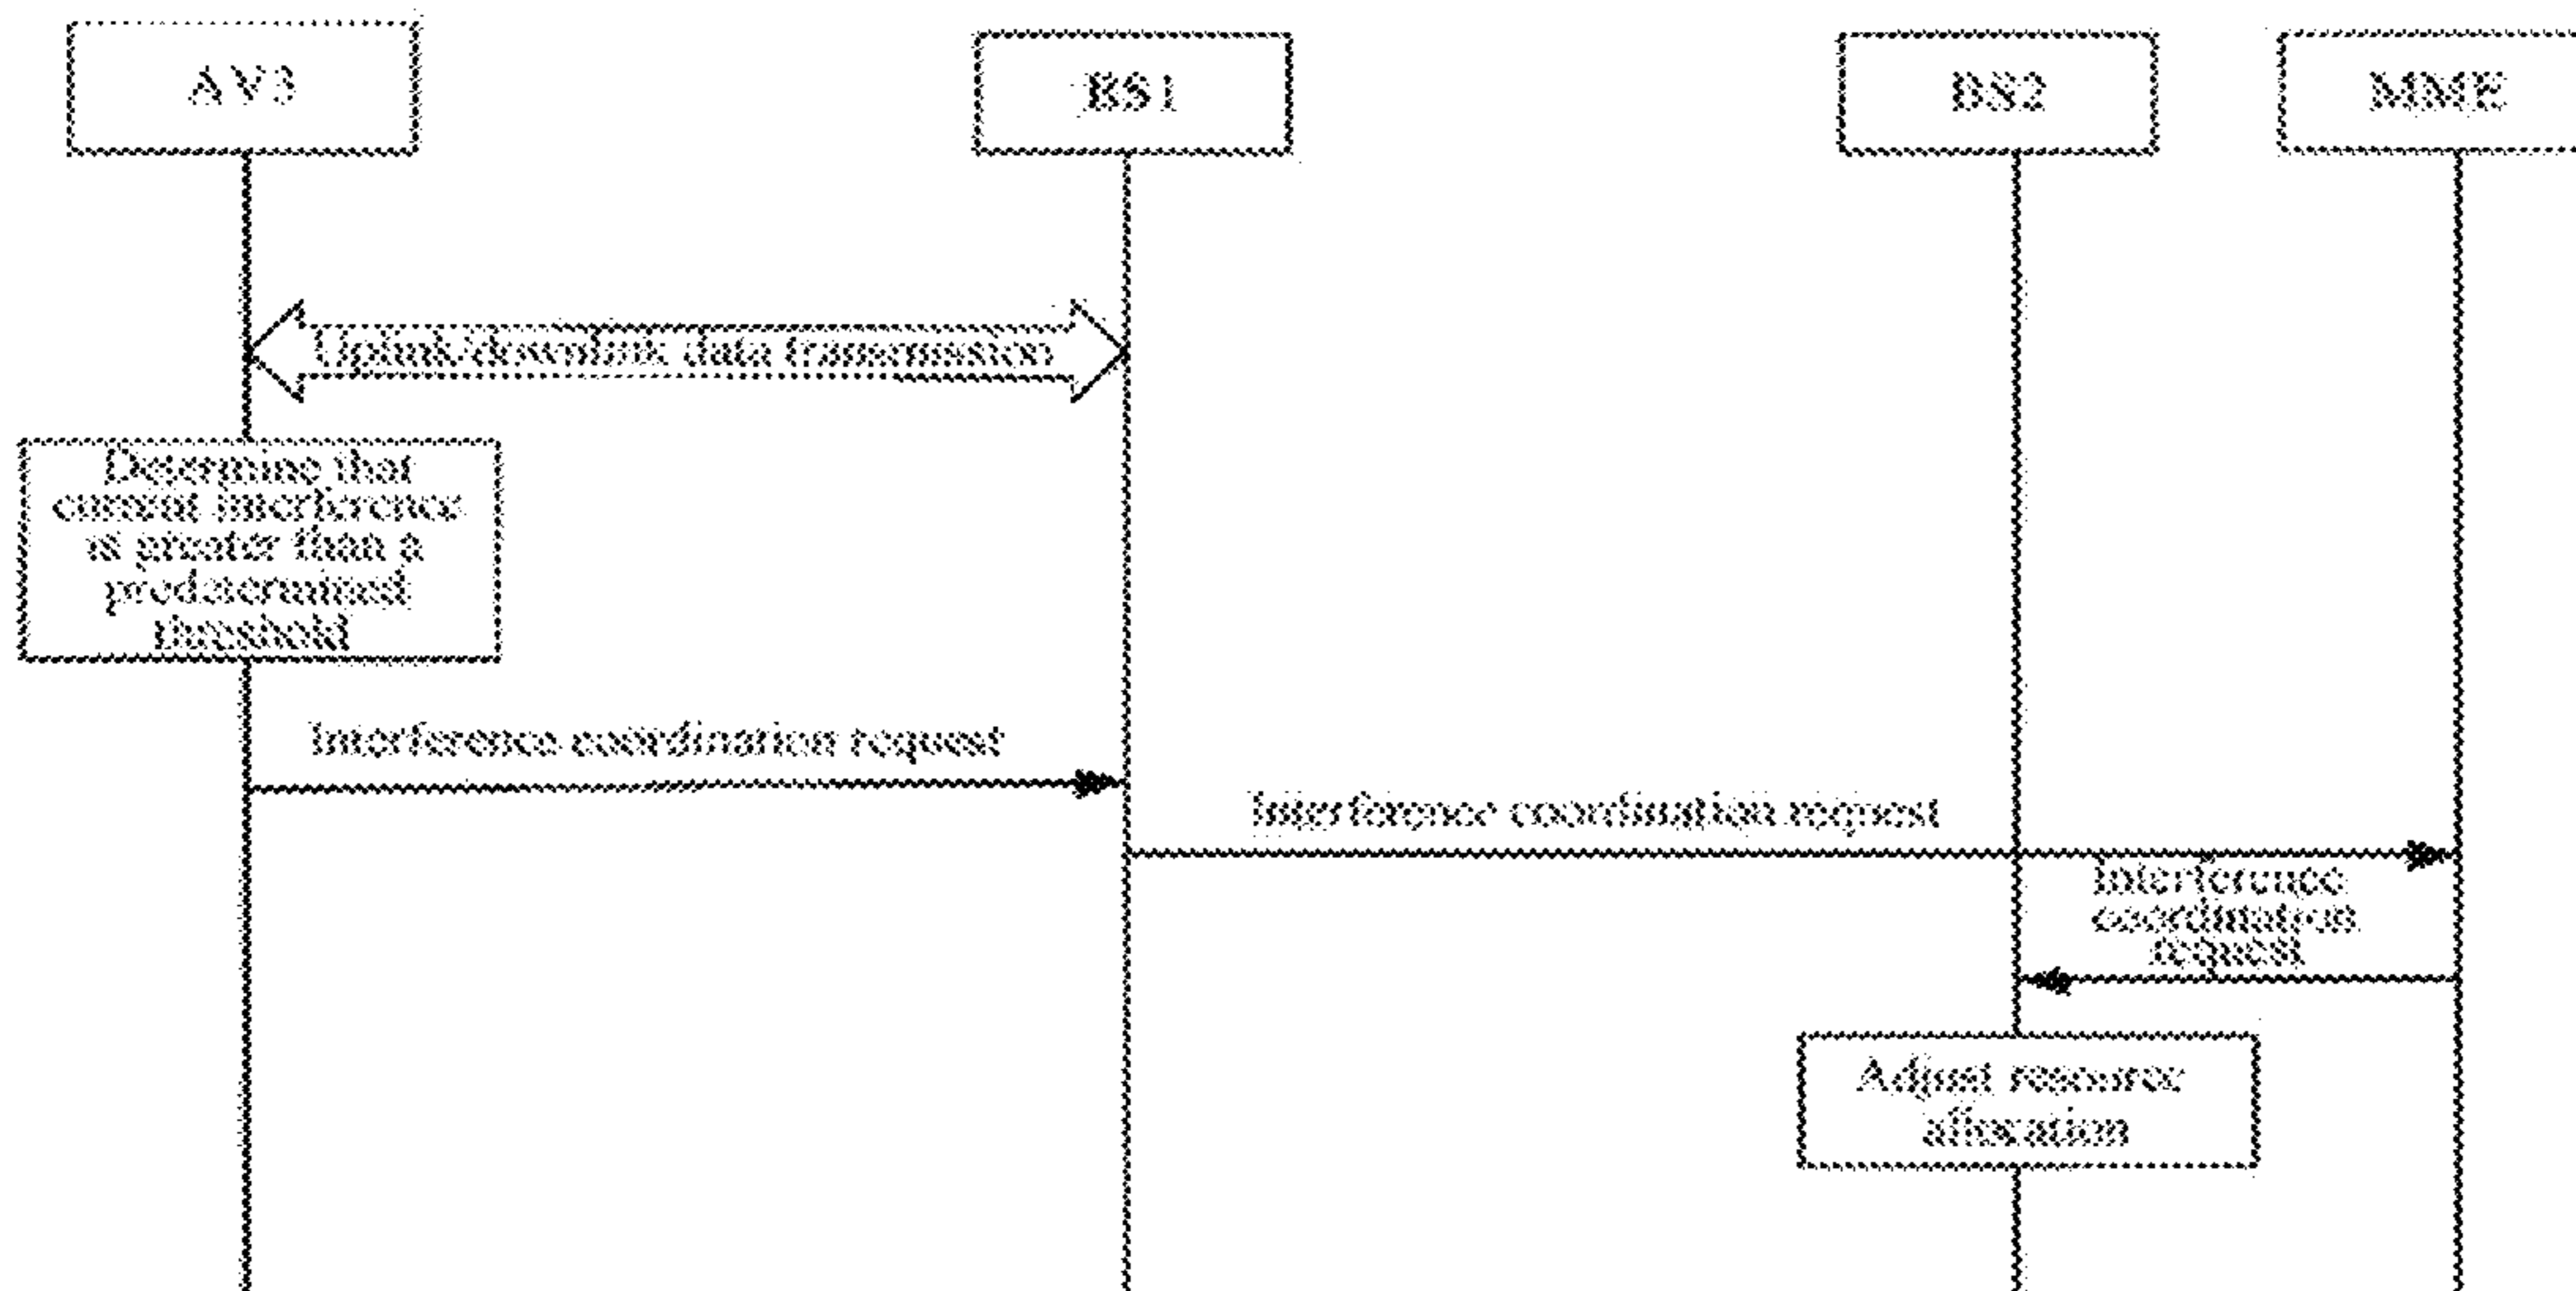 AV3
BS1
BS2
MME
Uplink/downlink data transmission
Determine that
current interference
is greater than a
predetermined
threshold
Interference coordination request
Interference coordination request
Interference
coordination
request
Adjust resource
allocation